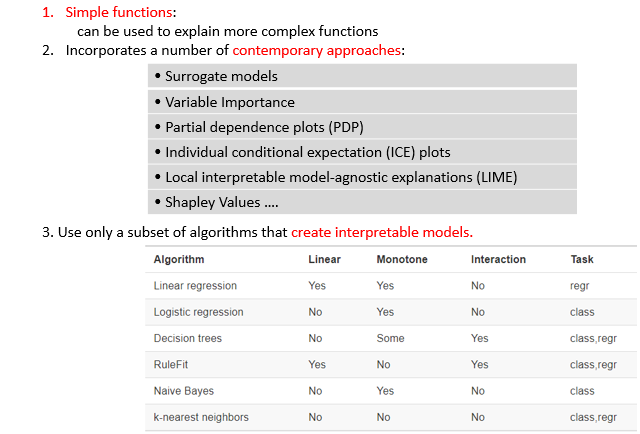 1. Simple functions:
can be used to explain more complex functions
2. Incorporates a number of contemporary approaches:
• Surrogate models
• Variable Importance
• Partial dependence plots (PDP)
• Individual conditional expectation (ICE) plots
• Local interpretable model-agnostic explanations (LIME)
• Shapley Values ....
3. Use only a subset of algorithms that create interpretable models.
Algorithm Linear Monotone Interaction Task
Linear regression Yes Yes No regr
Logistic regression No Yes No class
Decision trees No Some Yes class,regr
RuleFit Yes No Yes class,regr
Naive Bayes No Yes No class
k-nearest neighbors No No No class,regr